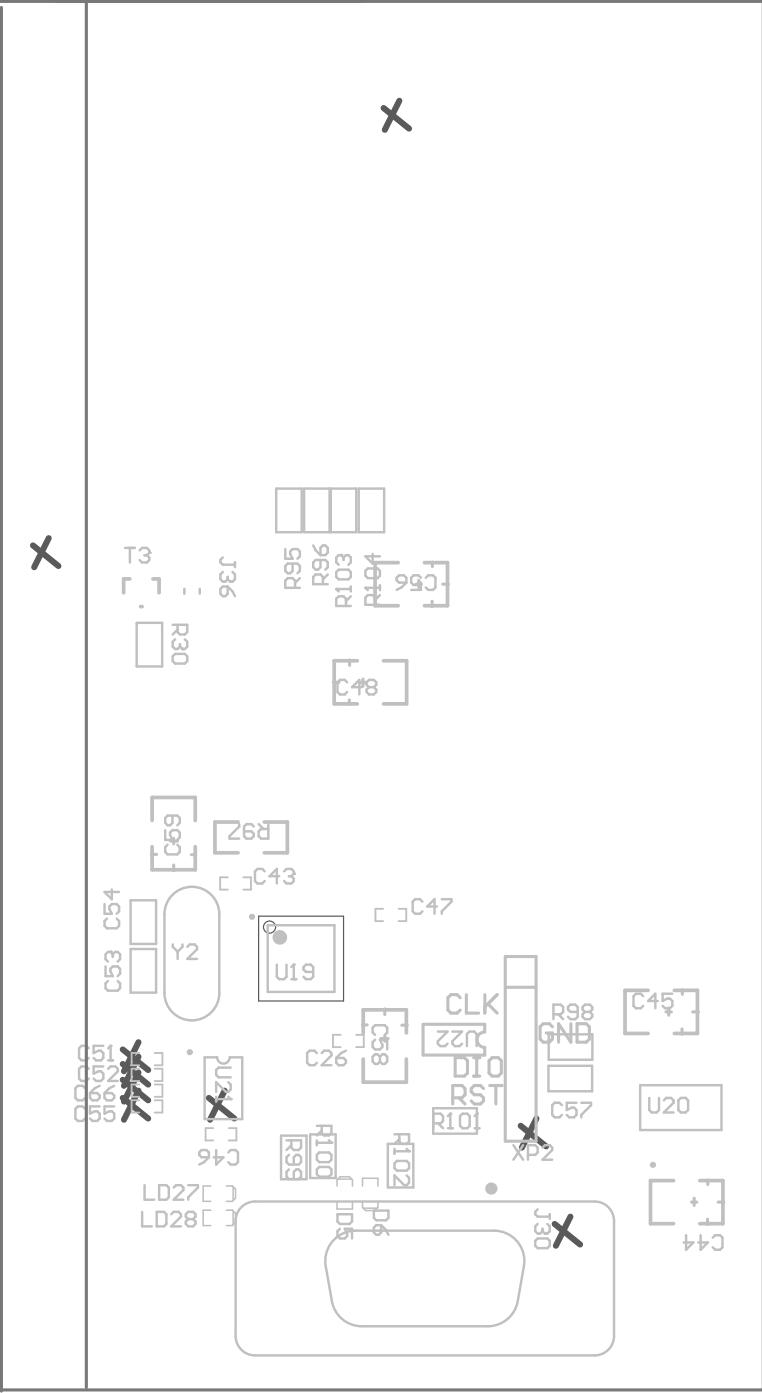 T3
J36
R95
R96
R103
R104
C56
R30
C48
C59
R97
C43
C54
C47
Y2
C53
U19
CLK
C45
R98
GND
U22
C58
C51
C26
C52
DIO
U21
C66
RST
U20
C55
C57
R101
R100
R99
R102
C46
XP2
LD27
LD28
D5
D6
J30
C44